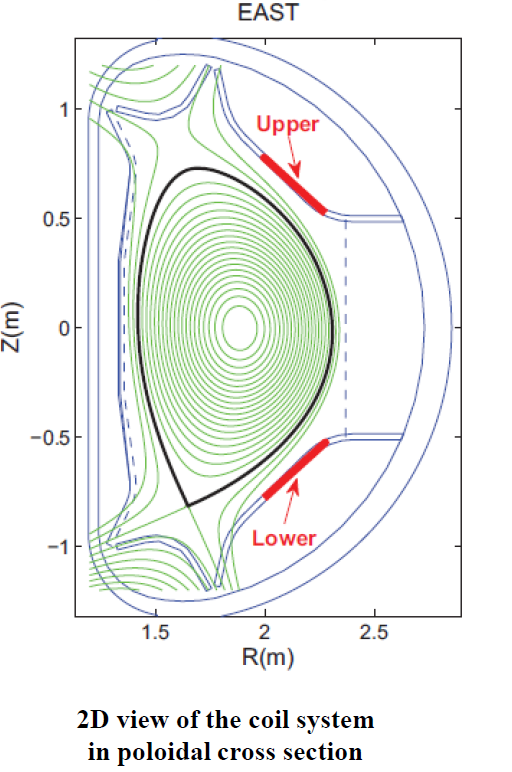 EAST
1
Upper
0.5
Z(m)
0
−0.5
Lower
−1
1.5 2 2.5
R(m)
2D view of the coil system
in poloidal cross section